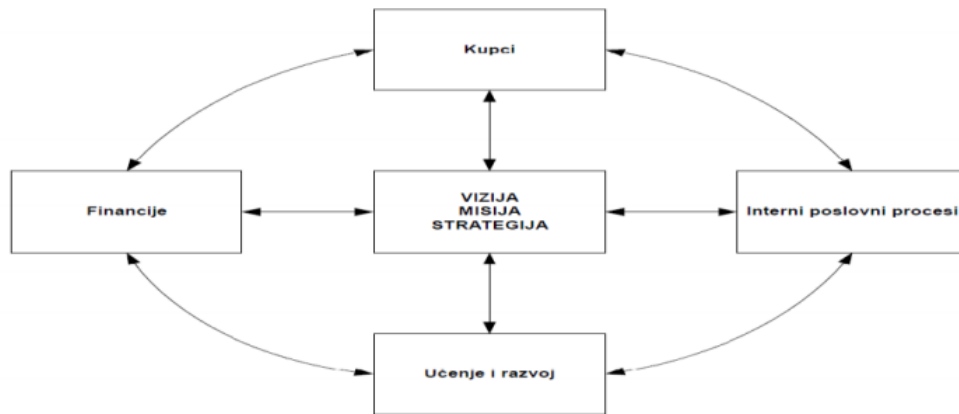 Kupci
Financije
VIZIJA
MISIJA
STRATEGIJA
Interni poslovni procesi
Učenje i razvoj